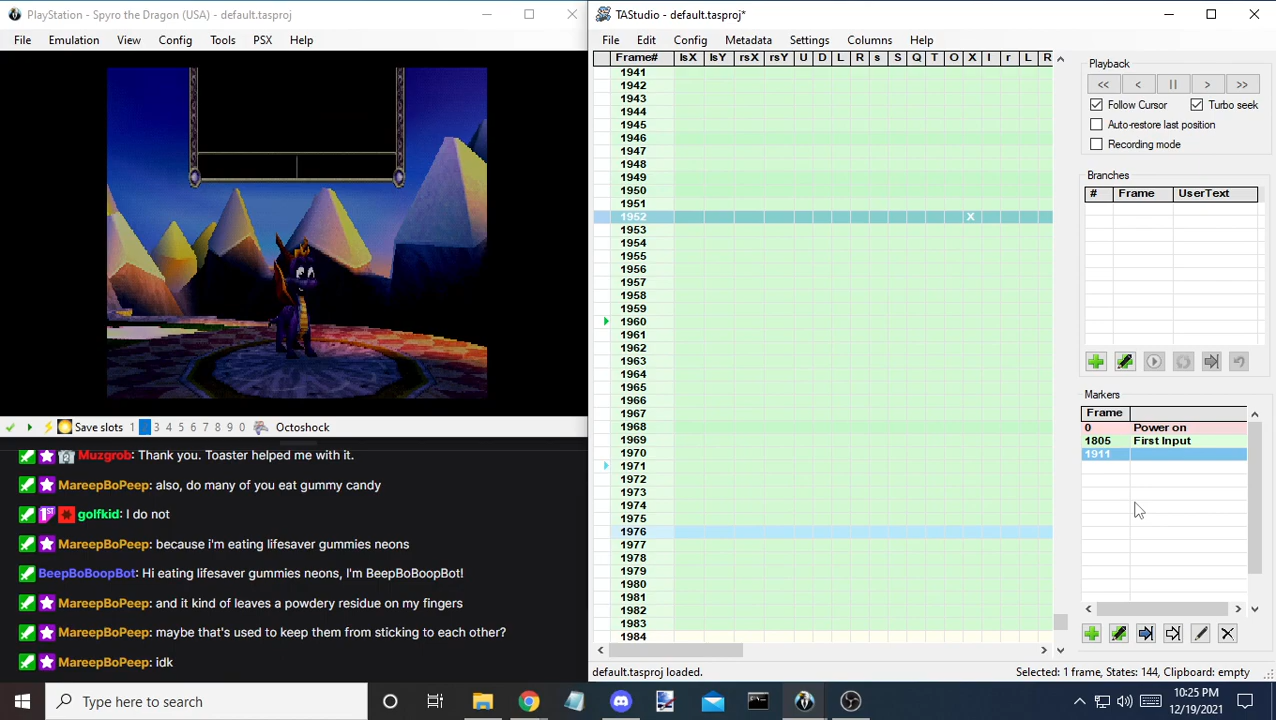 PlayStation - Spyro the Dragon (USA) - default.tasproj
File Emulation View Config Tools PSX Help
Save slots 1 2 3 4 5 6 7 8 9 0 Octoshock
Muzgrob: Thank you. Toaster helped me with it.
MareepBoPeep: also, do many of you eat gummy candy
1ST golfkid: I do not
MareepBoPeep: because i'm eating lifesaver gummies neons
BeepBoBoopBot: Hi eating lifesaver gummies neons, I'm BeepBoBoopBot!
MareepBoPeep: and it kind of leaves a powdery residue on my fingers
MareepBoPeep: maybe that's used to keep them from sticking to each other?
MareepBoPeep: idk
TAStudio - default.tasproj*
File Edit Config Metadata Settings Columns Help
Frame# lsX lsY rsX rsY U D L R s S Q T O X l r L R
1941
1942
1943
1944
1945
1946
1947
1948
1949
1950
1951
1952 X
1953
1954
1955
1956
1957
1958
1959
1960
1961
1962
1963
1964
1965
1966
1967
1968
1969
1970
1971
1972
1973
1974
1975
1976
1977
1978
1979
1980
1981
1982
1983
1984
Playback
<< < || > >>
Follow Cursor Turbo seek
Auto-restore last position
Recording mode
Branches
# Frame UserText
Markers
Frame
0 Power on
1805 First Input
1911
default.tasproj loaded.
Selected: 1 frame, States: 144, Clipboard: empty
Type here to search
10:25 PM
12/19/2021